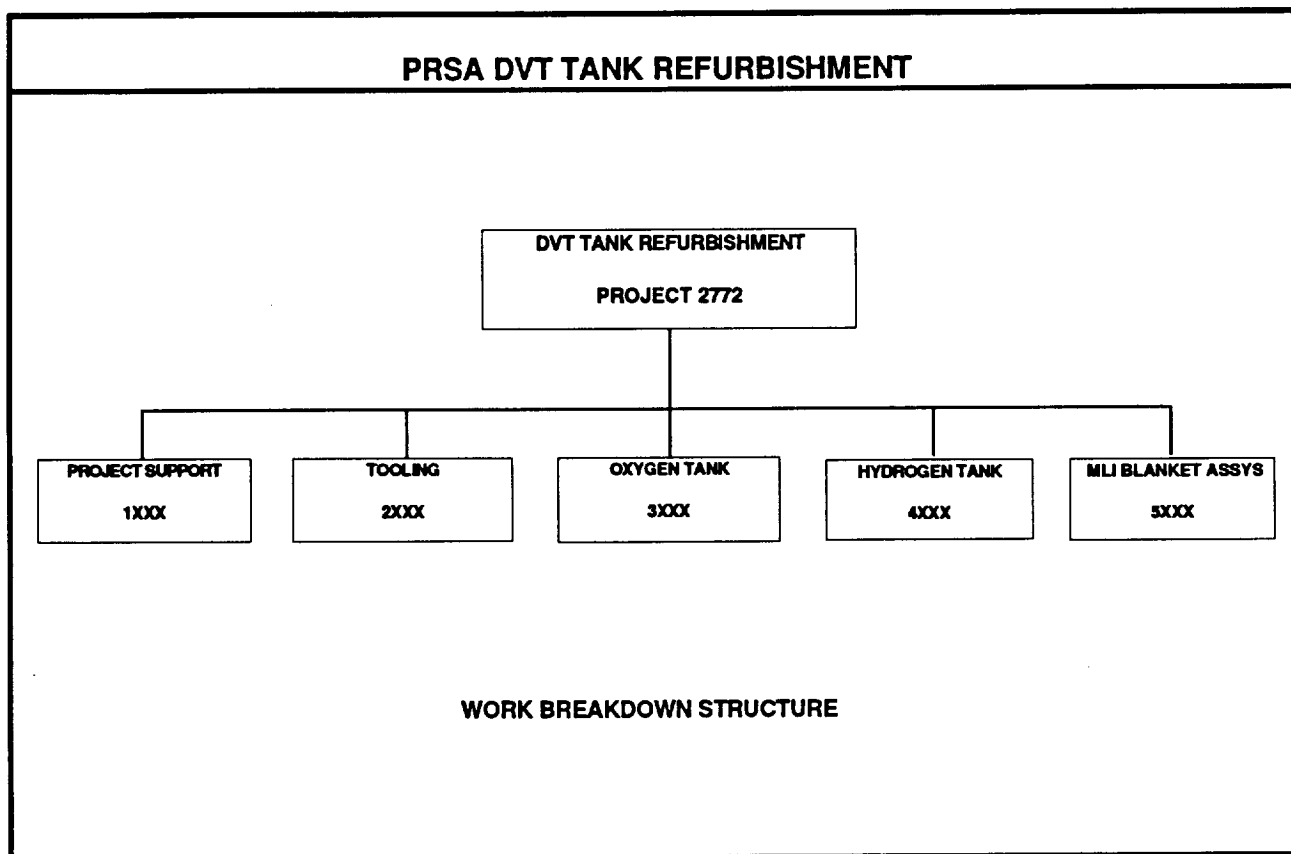 PRSA DVT TANK REFURBISHMENT
DVT TANK REFURBISHMENT
PROJECT 2772
PROJECT SUPPORT
1XXX
TOOLING
2XXX
OXYGEN TANK
3XXX
HYDROGEN TANK
4XXX
MLI BLANKET ASSYS
5XXX
WORK BREAKDOWN STRUCTURE